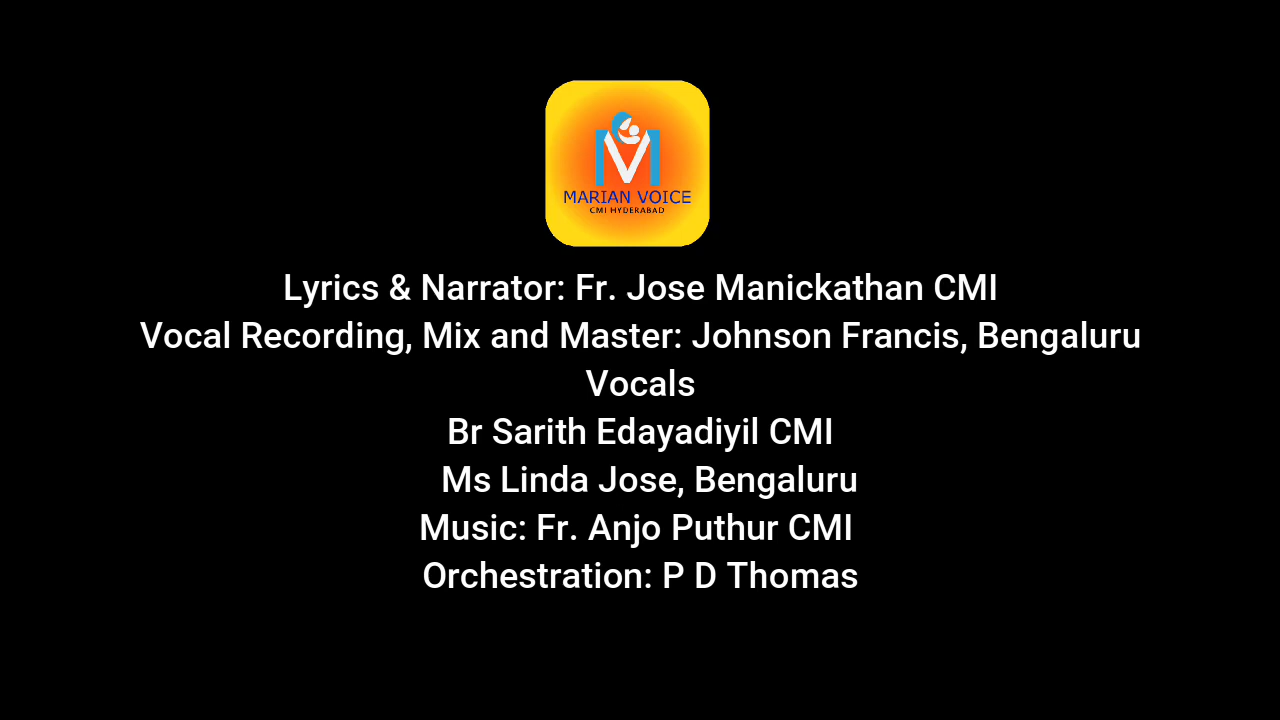 MARIAN VOICE
CMI HYDERABAD
Lyrics & Narrator: Fr. Jose Manickathan CMI
Vocal Recording, Mix and Master: Johnson Francis, Bengaluru
Vocals
Br Sarith Edayadiyil CMI
Ms Linda Jose, Bengaluru
Music: Fr. Anjo Puthur CMI
Orchestration: P D Thomas